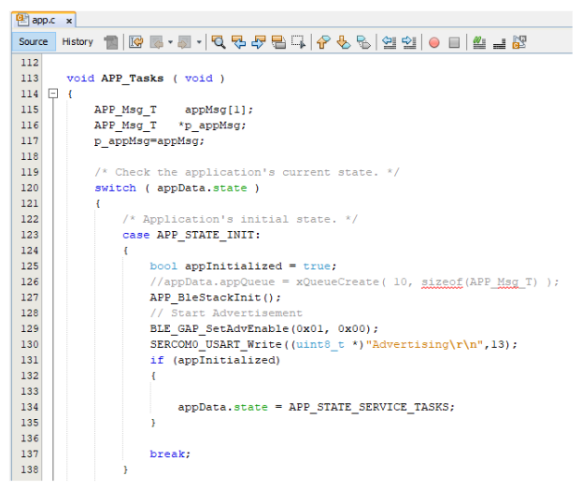 app.c x
Source History
112
113 void APP_Tasks ( void )
114 {
115 APP_Msg_T appMsg[1];
116 APP_Msg_T *p_appMsg;
117 p_appMsg=appMsg;
118
119 /* Check the application's current state. */
120 switch ( appData.state )
121 {
122 /* Application's initial state. */
123 case APP_STATE_INIT:
124 {
125 bool appInitialized = true;
126 //appData.appQueue = xQueueCreate( 10, sizeof(APP_Msg_T) );
127 APP_BleStackInit();
128 // Start Advertisement
129 BLE_GAP_SetAdvEnable(0x01, 0x00);
130 SERCOM0_USART_Write((uint8_t *)"Advertising\r\n",13);
131 if (appInitialized)
132 {
133
134 appData.state = APP_STATE_SERVICE_TASKS;
135 }
136
137 break;
138 }